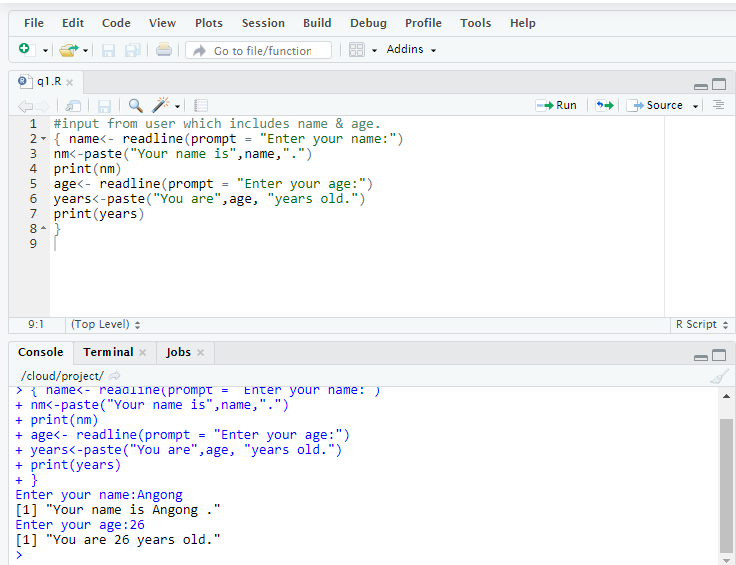 File Edit Code View Plots Session Build Debug Profile Tools Help
Go to file/function Addins
q1.R
Run Source
1 #input from user which includes name & age.
2 { name<- readline(prompt = "Enter your name:")
3 nm<-paste("Your name is",name,".")
4 print(nm)
5 age<- readline(prompt = "Enter your age:")
6 years<-paste("You are",age, "years old.")
7 print(years)
8 }
9
9:1 (Top Level) R Script
Console Terminal Jobs
/cloud/project/
> { name<- readline(prompt = "Enter your name:")
+ nm<-paste("Your name is",name,".")
+ print(nm)
+ age<- readline(prompt = "Enter your age:")
+ years<-paste("You are",age, "years old.")
+ print(years)
+ }
Enter your name:Angong
[1] "Your name is Angong ."
Enter your age:26
[1] "You are 26 years old."
>